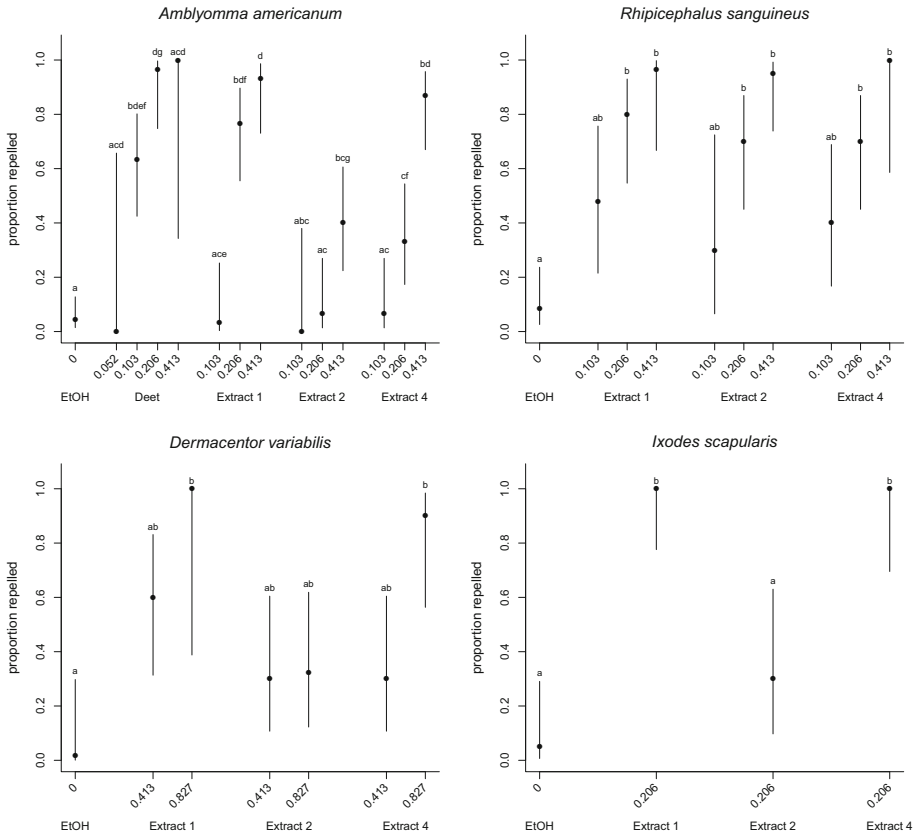 Amblyomma americanum
proportion repelled
1.0
0.8
0.6
0.4
0.2
0.0
a
acd
bdef
dg
acd
ace
bdf
d
abc
ac
bcg
ac
cf
bd
0
0.052
0.103
0.206
0.413
0.103
0.206
0.413
0.103
0.206
0.413
0.103
0.206
0.413
EtOH Deet Extract 1 Extract 2 Extract 4
Rhipicephalus sanguineus
proportion repelled
1.0
0.8
0.6
0.4
0.2
0.0
a
ab
b
b
ab
b
b
ab
b
b
0
0.103
0.206
0.413
0.103
0.206
0.413
0.103
0.206
0.413
EtOH Extract 1 Extract 2 Extract 4
Dermacentor variabilis
proportion repelled
1.0
0.8
0.6
0.4
0.2
0.0
a
ab
b
ab
ab
ab
b
0
0.413
0.827
0.413
0.827
0.413
0.827
EtOH Extract 1 Extract 2 Extract 4
Ixodes scapularis
proportion repelled
1.0
0.8
0.6
0.4
0.2
0.0
a
b
a
b
0
0.206
0.206
0.206
EtOH Extract 1 Extract 2 Extract 4